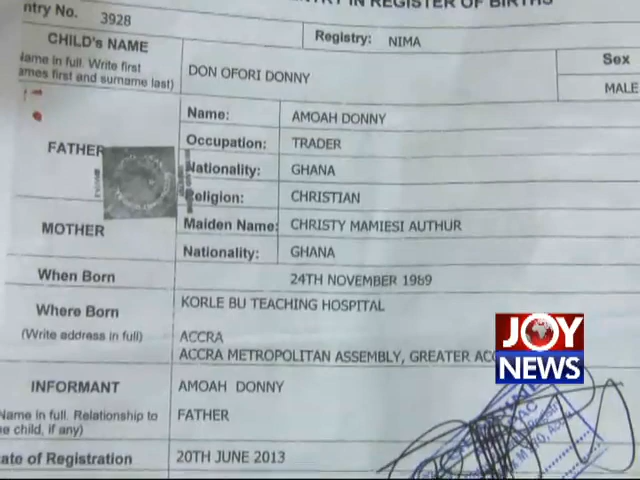 ntry No. 3928
ENTRY IN REGISTER OF BIRTHS
CHILD's NAME
Registry: NIMA
Sex
Name in full. Write first
names first and surname last)
DON OFORI DONNY
MALE
Name: AMOAH DONNY
Occupation: TRADER
FATHER
Nationality: GHANA
Religion: CHRISTIAN
MOTHER
Maiden Name: CHRISTY MAMIESI AUTHUR
Nationality: GHANA
When Born 24TH NOVEMBER 1989
Where Born KORLE BU TEACHING HOSPITAL
(Write address in full) ACCRA
ACCRA METROPOLITAN ASSEMBLY, GREATER ACC
JOY
NEWS
INFORMANT AMOAH DONNY
Name in full. Relationship to
e child, if any) FATHER
ate of Registration 20TH JUNE 2013